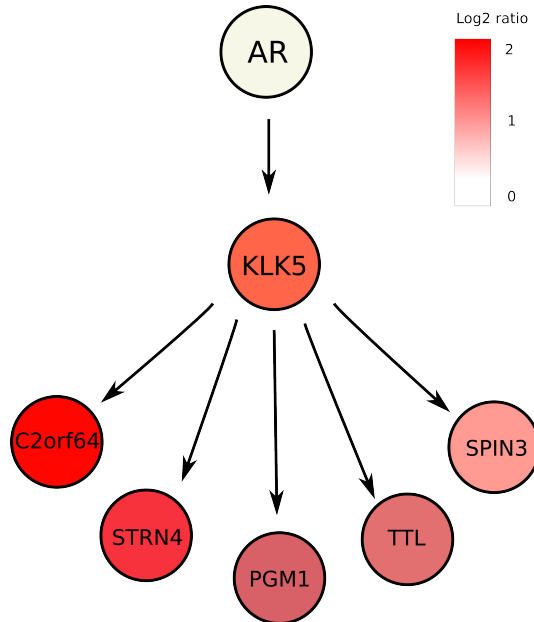 Log2 ratio
2
1
0
AR
KLK5
C2orf64
SPIN3
STRN4
TTL
PGM1